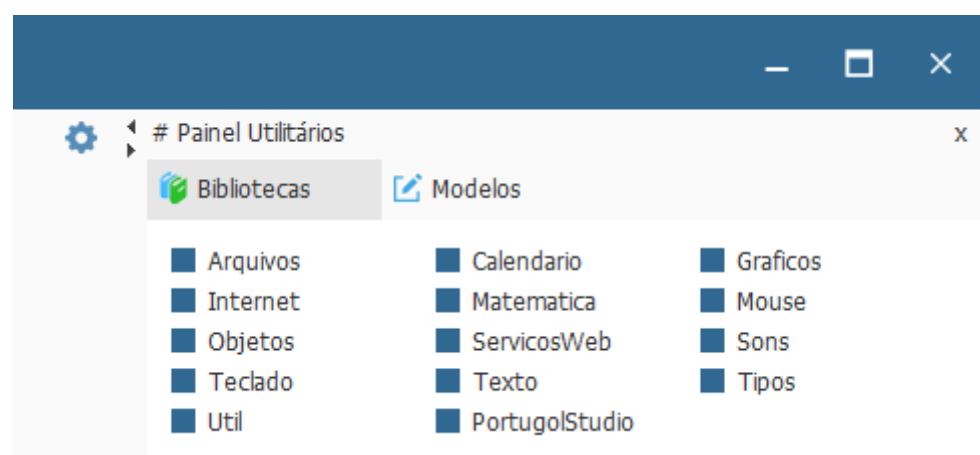 # Painel Utilitários x
Bibliotecas Modelos
Arquivos Calendario Graficos
Internet Matematica Mouse
Objetos ServicosWeb Sons
Teclado Texto Tipos
Util PortugolStudio